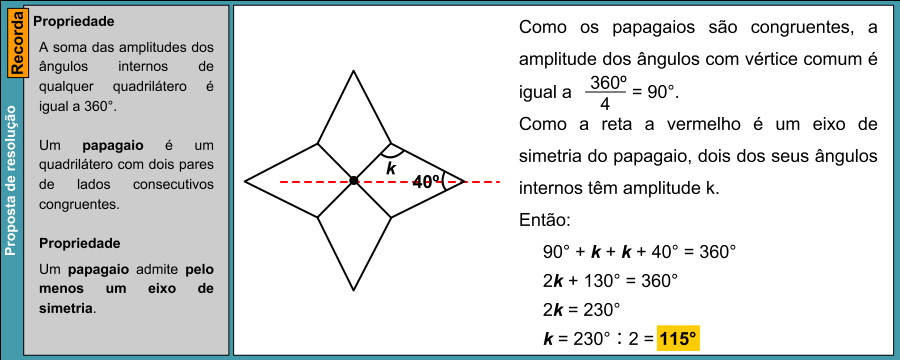 Recorda
Proposta de resolução
Propriedade
A soma das amplitudes dos
ângulos internos de
qualquer quadrilátero é
igual a 360°.
Um papagaio é um
quadrilátero com dois pares
de lados consecutivos
congruentes.
Propriedade
Um papagaio admite pelo
menos um eixo de
simetria.
k
40º
Como os papagaios são congruentes, a
amplitude dos ângulos com vértice comum é
igual a 360º/4 = 90°.
Como a reta a vermelho é um eixo de
simetria do papagaio, dois dos seus ângulos
internos têm amplitude k.
Então:
90° + k + k + 40° = 360°
2k + 130° = 360°
2k = 230°
k = 230° : 2 = 115°